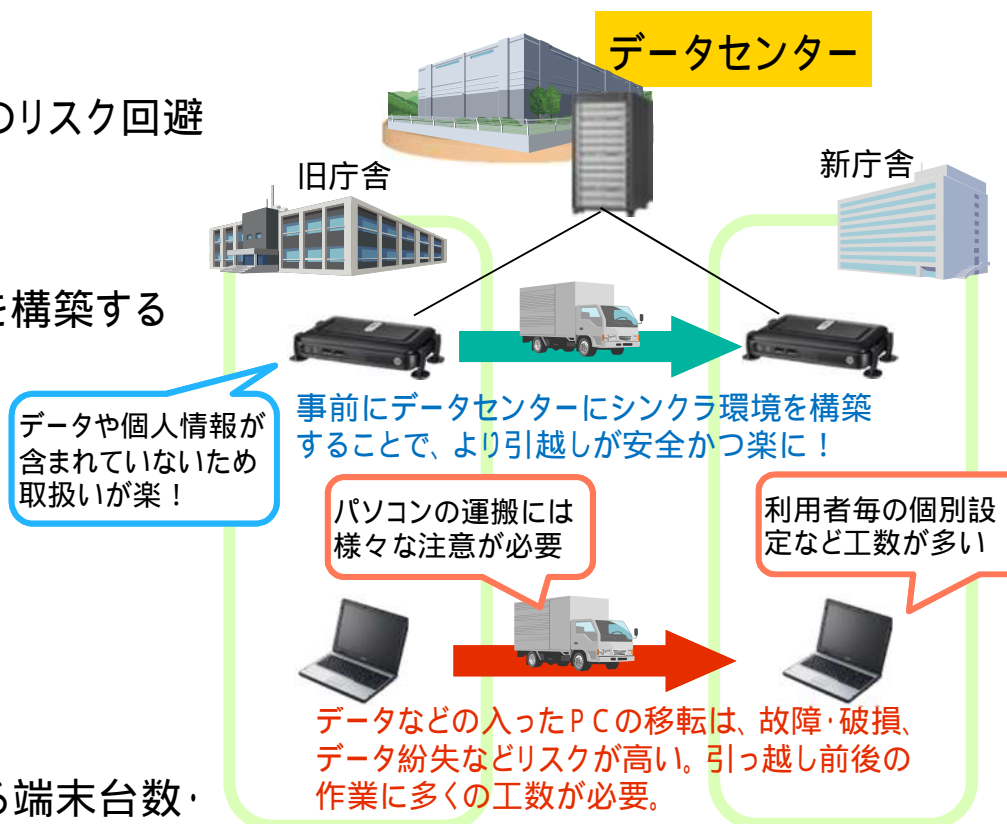 データセンター
のリスク回避
旧庁舎
新庁舎
を構築する
データや個人情報が
含まれていないため
取扱いが楽！
事前にデータセンターにシンクラ環境を構築
することで、より引越しが安全かつ楽に！
パソコンの運搬には
様々な注意が必要
利用者毎の個別設
定など工数が多い
データなどの入ったＰＣの移転は、故障・破損、
データ紛失などリスクが高い。引っ越し前後の
作業に多くの工数が必要。
る端末台数・